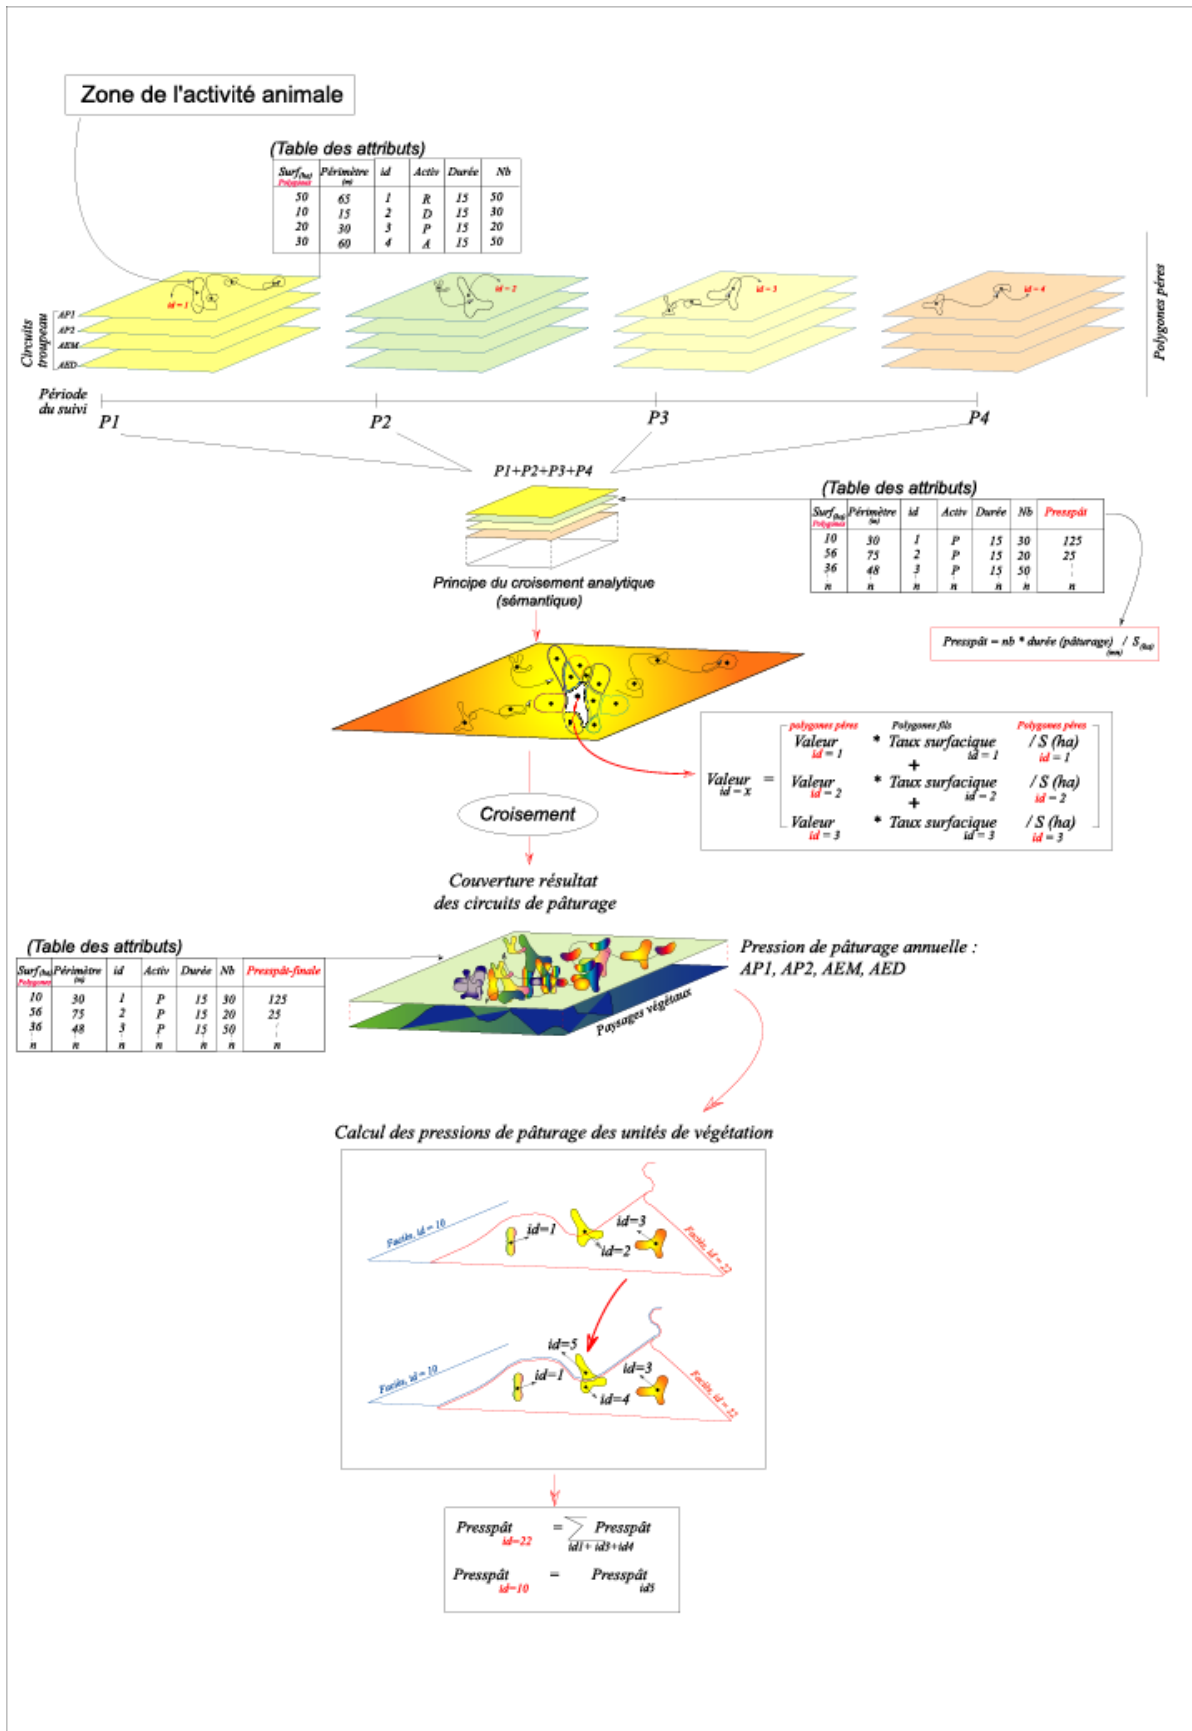 Zone de l'activité animale
(Table des attributs)
Surf(ha) Périmètre id Activ Durée Nb
Polygones (m)
50 65 1 R 15 50
10 15 2 D 15 30
20 30 3 P 15 20
30 60 4 A 15 50
id = 1
id = 2
id = 3
id = 4
Circuits troupeau
AP1
AP2
AEM
AED
Polygones péres
Période
du suivi
P1 P2 P3 P4
P1+P2+P3+P4
(Table des attributs)
Surf(ha) Périmètre id Activ Durée Nb Presspât
Polygones (m)
10 30 1 P 15 30 125
56 75 2 P 15 20 25
36 48 3 P 15 50
n n n n n n n
Principe du croisement analytique
(sémantique)
Presspât = nb * durée (pâturage) (mn) / S(ha)
polygones péres Polygones fils Polygones péres
Valeur * Taux surfacique / S (ha)
id = 1 id = 1 id = 1
+
Valeur = Valeur * Taux surfacique / S (ha)
id = x id = 2 id = 2 id = 2
+
Valeur * Taux surfacique / S (ha)
id = 3 id = 3 id = 3
Croisement
Couverture résultat
des circuits de pâturage
(Table des attributs)
Surf(ha) Périmètre id Activ Durée Nb Presspât-finale
Polygones (m)
10 30 1 P 15 30 125
56 75 2 P 15 20 25
36 48 3 P 15 50
n n n n n n n
Pression de pâturage annuelle :
AP1, AP2, AEM, AED
Paysages végétaux
Calcul des pressions de pâturage des unités de végétation
Faciès, id = 10
id=1
id=3
id=2
Faciès, id = 22
Faciès, id = 10
id=5
id=1
id=3
id=4
Faciès, id = 22
Presspât = ∑ Presspât
id=22 id1+ id3+id4
Presspât = Presspât
id=10 id5